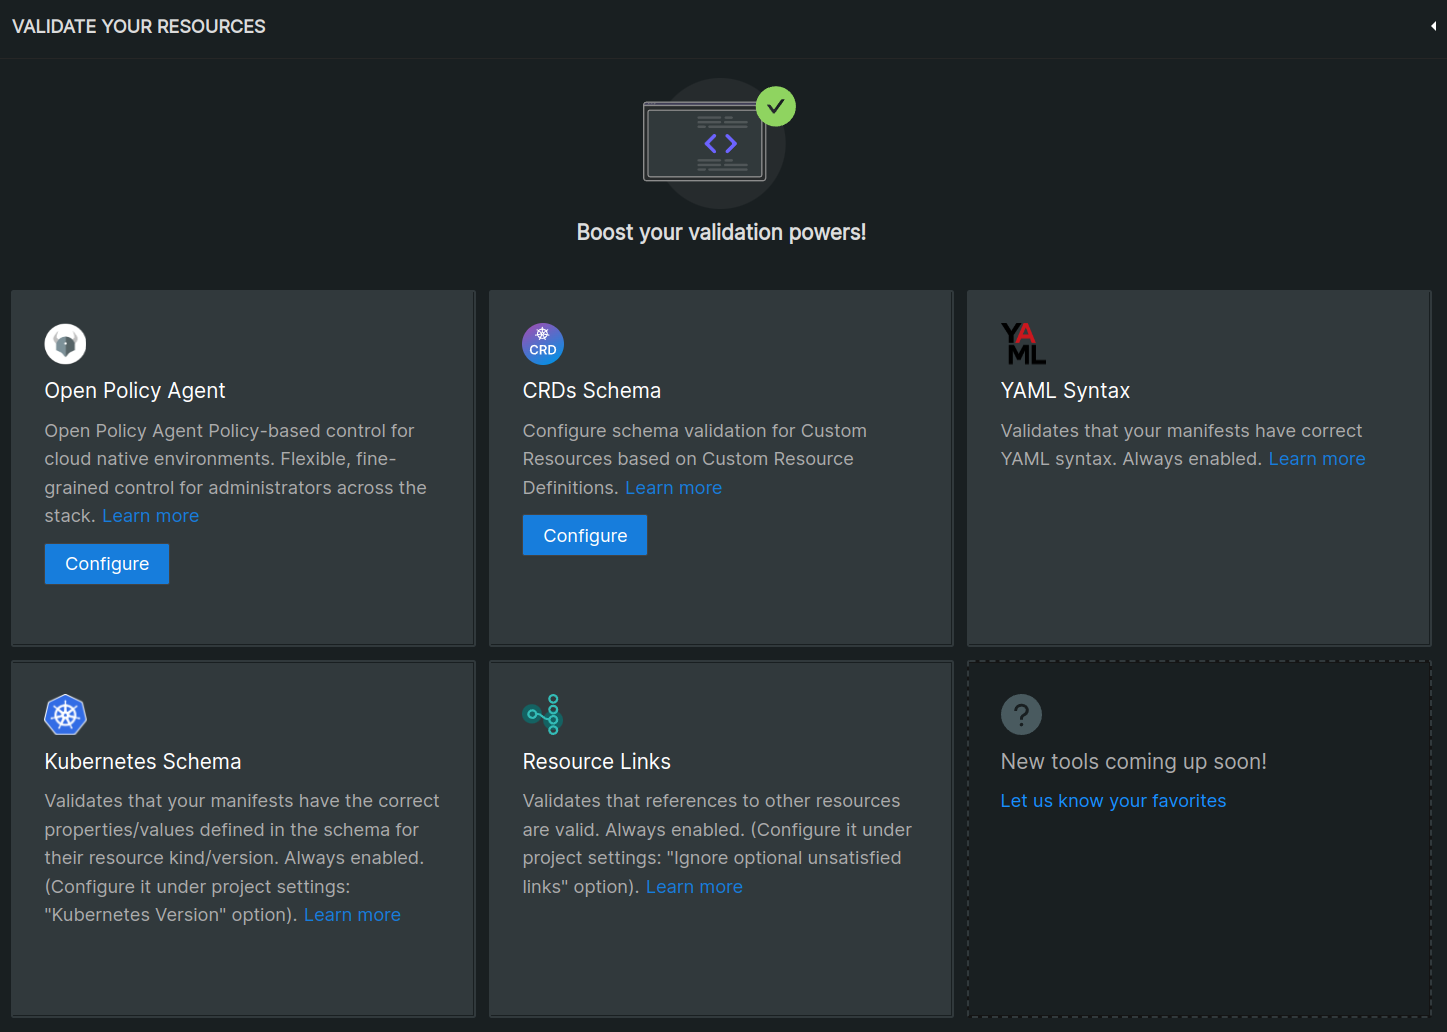 VALIDATE YOUR RESOURCES
Boost your validation powers!
Open Policy Agent
Open Policy Agent Policy-based control for
cloud native environments. Flexible, fine-
grained control for administrators across the
stack. Learn more
Configure
CRD
CRDs Schema
Configure schema validation for Custom
Resources based on Custom Resource
Definitions. Learn more
Configure
YA
ML
YAML Syntax
Validates that your manifests have correct
YAML syntax. Always enabled. Learn more
Kubernetes Schema
Validates that your manifests have the correct
properties/values defined in the schema for
their resource kind/version. Always enabled.
(Configure it under project settings:
"Kubernetes Version" option). Learn more
Resource Links
Validates that references to other resources
are valid. Always enabled. (Configure it under
project settings: "Ignore optional unsatisfied
links" option). Learn more
?
New tools coming up soon!
Let us know your favorites